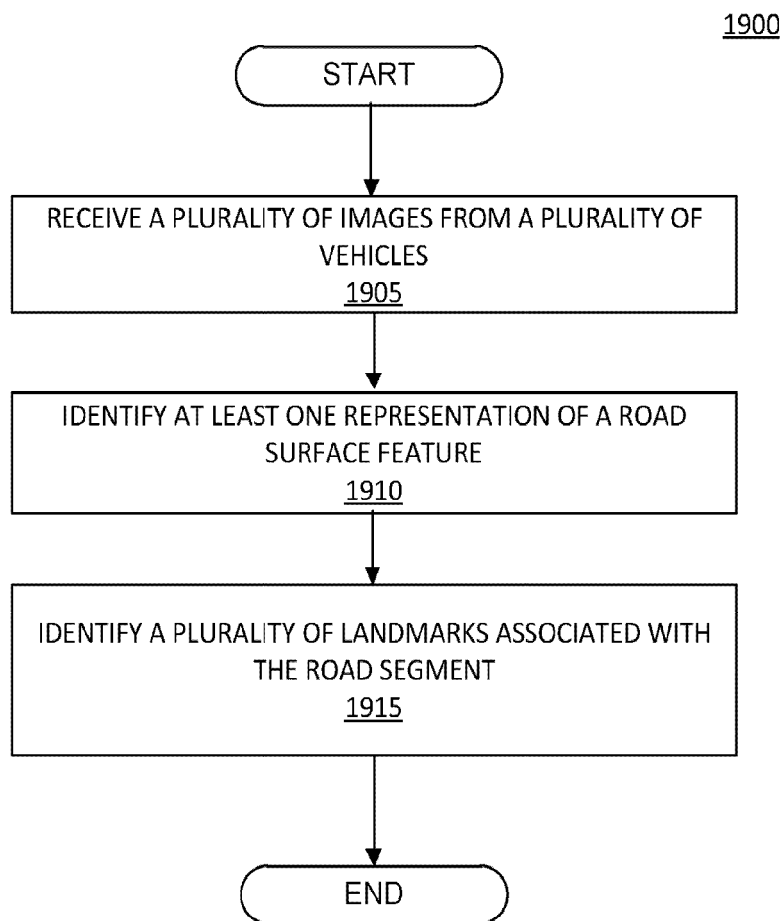 1900
START
RECEIVE A PLURALITY OF IMAGES FROM A PLURALITY OF
VEHICLES
1905
IDENTIFY AT LEAST ONE REPRESENTATION OF A ROAD
SURFACE FEATURE
1910
IDENTIFY A PLURALITY OF LANDMARKS ASSOCIATED WITH
THE ROAD SEGMENT
1915
END